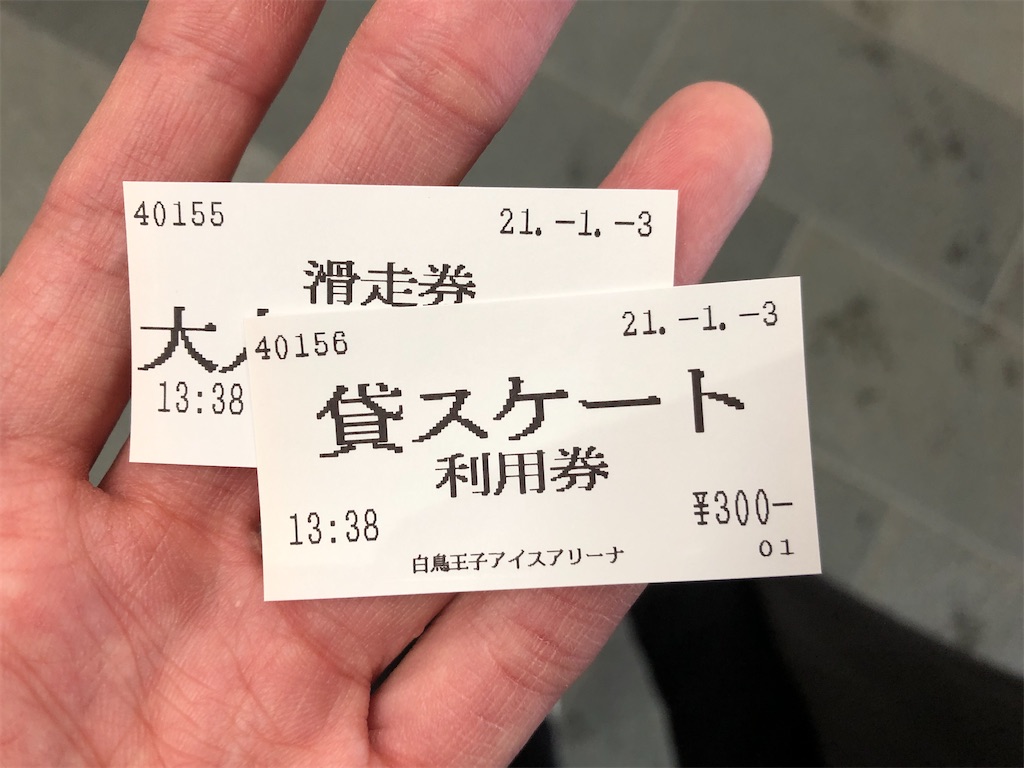 40155 21.-1.-3
滑走券
大
13:38
40156 21.-1.-3
貸スケート
利用券
13:38 ¥300-
白鳥王子アイスアリーナ 01